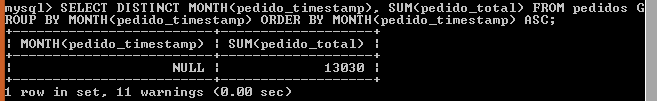 mysql> SELECT DISTINCT MONTH(pedido_timestamp), SUM(pedido_total) FROM pedidos G
ROUP BY MONTH(pedido_timestamp) ORDER BY MONTH(pedido_timestamp) ASC;
+-------------------------+-------------------+
| MONTH(pedido_timestamp) | SUM(pedido_total) |
+-------------------------+-------------------+
|                    NULL |             13030 |
+-------------------------+-------------------+
1 row in set, 11 warnings (0.00 sec)